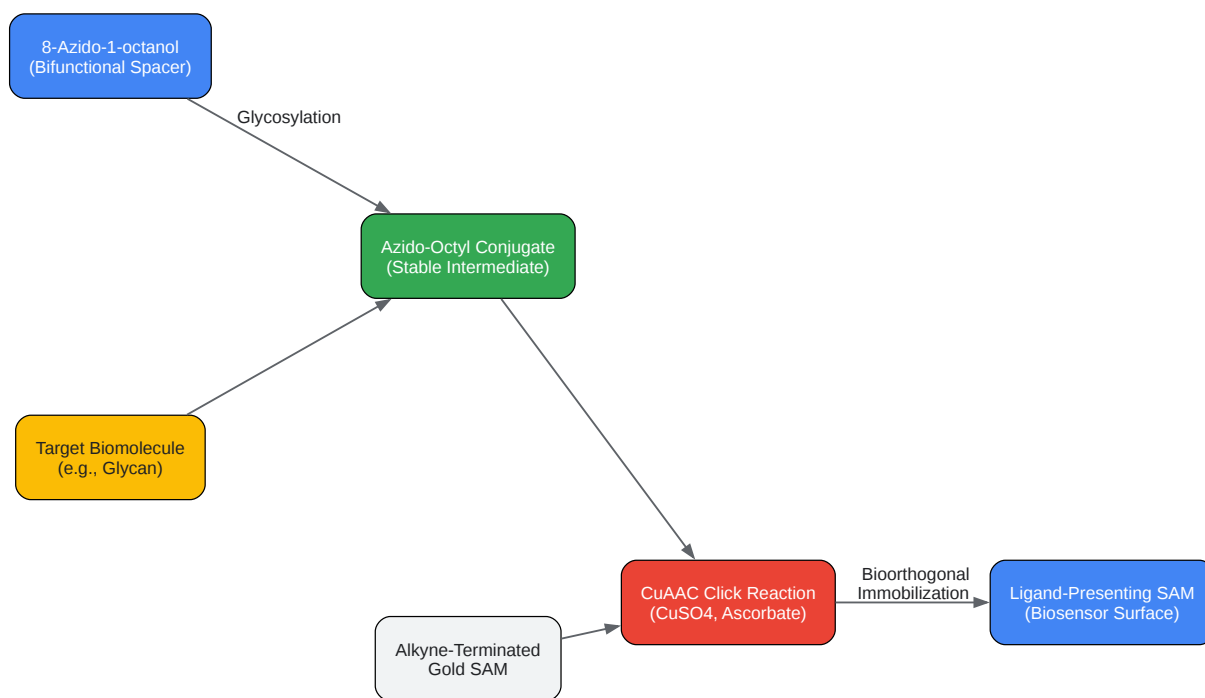 8-Azido-1-octanol
(Bifunctional Spacer)
Glycosylation
Azido-Octyl Conjugate
(Stable Intermediate)
Target Biomolecule
(e.g., Glycan)
CuAAC Click Reaction
(CuSO4, Ascorbate)
Bioorthogonal
Immobilization
Ligand-Presenting SAM
(Biosensor Surface)
Alkyne-Terminated
Gold SAM